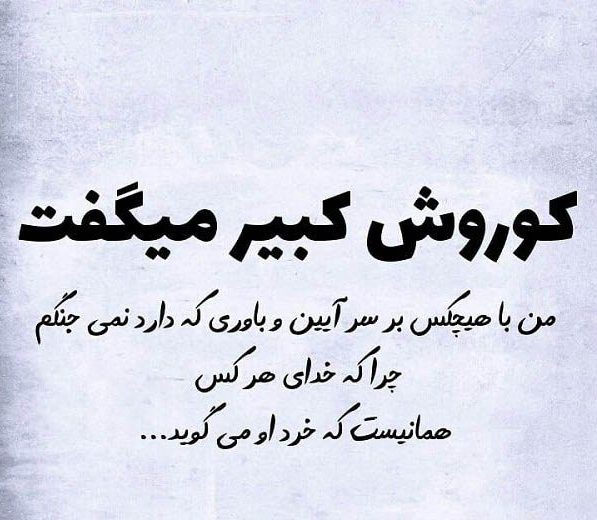 کوروش کبیر میگفت
من با هیچکس بر سر آیین و باوری که دارد نمی جنگم
چرا که خدای هر کس
همانیست که خرد او می گوید...